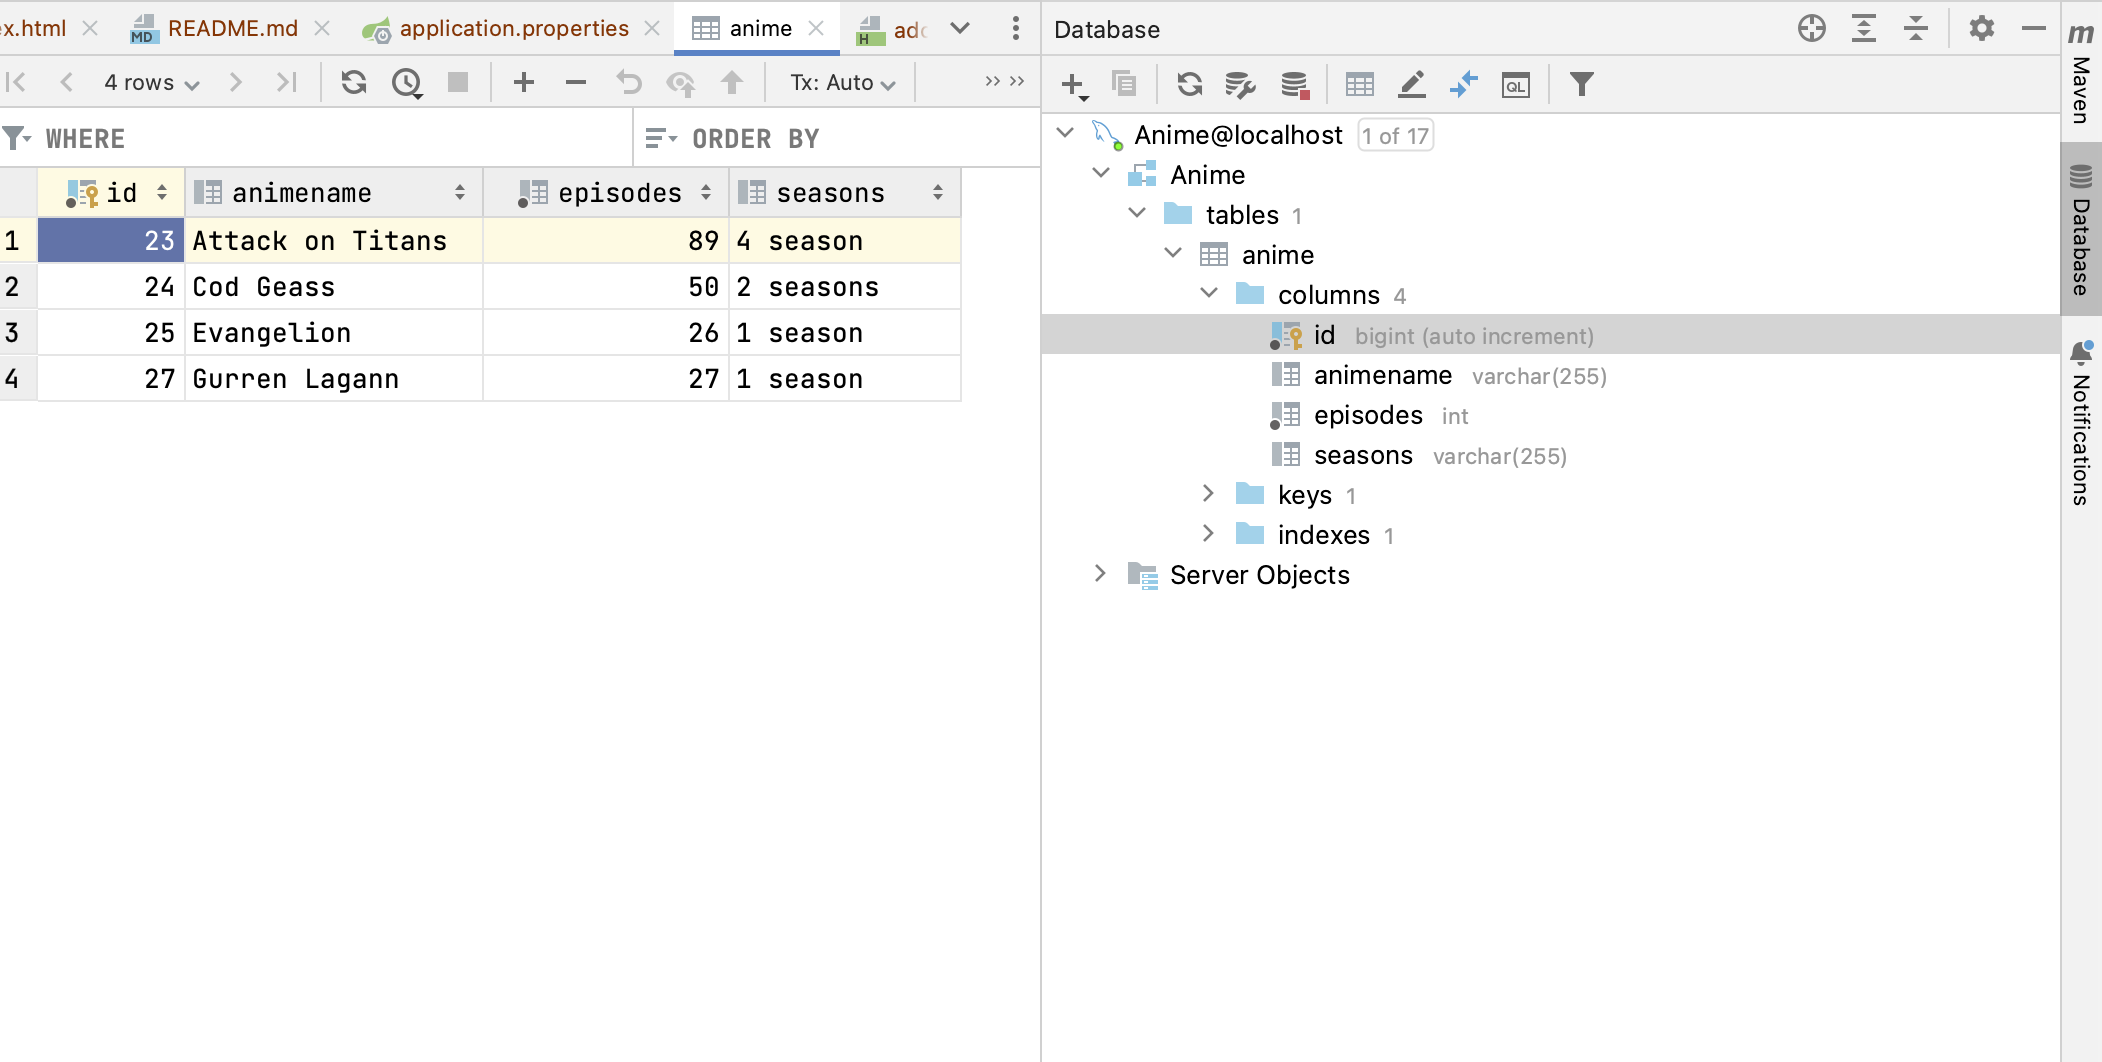 ex.html README.md application.properties anime adc
4 rows Tx: Auto
WHERE ORDER BY
id animename episodes seasons
1 23 Attack on Titans 89 4 season
2 24 Cod Geass 50 2 seasons
3 25 Evangelion 26 1 season
4 27 Gurren Lagann 27 1 season
Database
QL
Anime@localhost 1 of 17
Anime
tables 1
anime
columns 4
id bigint (auto increment)
animename varchar(255)
episodes int
seasons varchar(255)
keys 1
indexes 1
Server Objects
m Maven
Database
Notifications